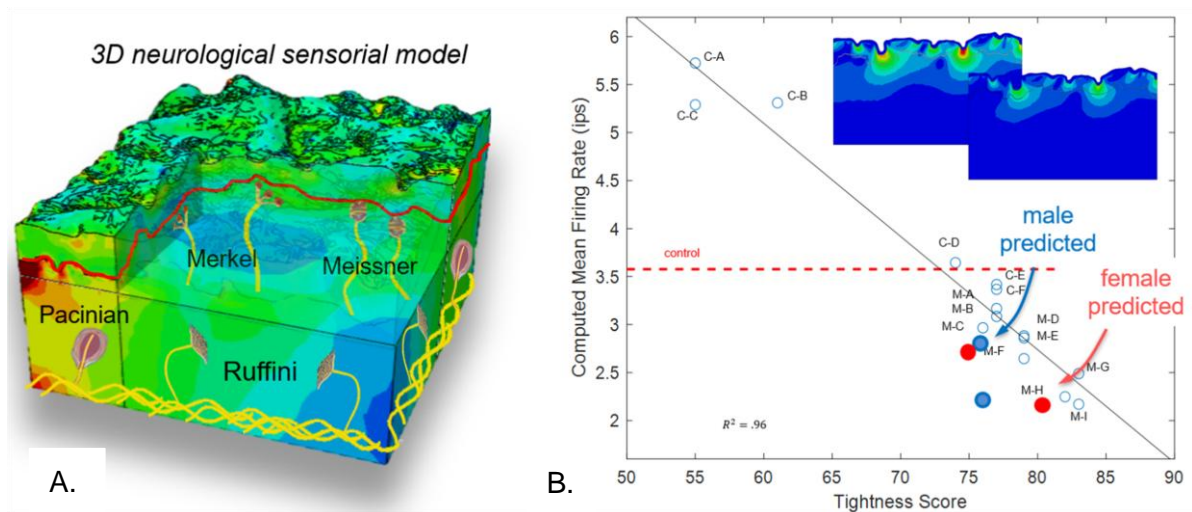 3D neurological sensorial model
Merkel
Meissner
Pacinian
Ruffini
A.
Computed Mean Firing Rate (ips)
6
5.5
5
4.5
4
3.5
3
2.5
2
C-A
C-B
C-C
C-D
control
male
predicted
C-E
C-F
M-A
M-B
M-C
M-D
M-E
M-F
female
predicted
M-G
M-H
M-I
R² = .96
50 55 60 65 70 75 80 85 90
Tightness Score
B.